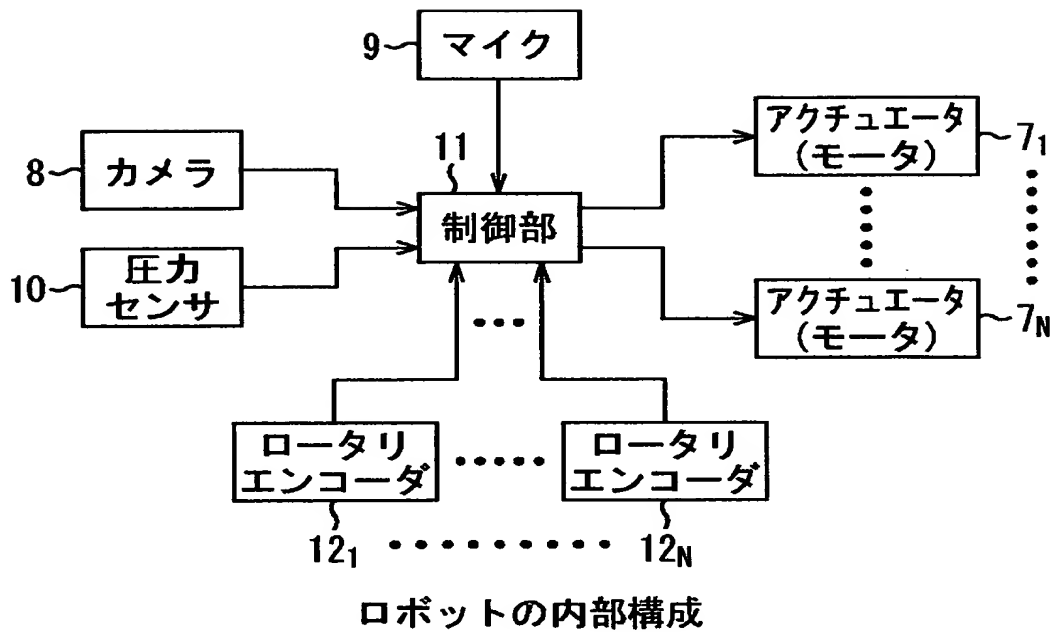 9
マイク
11
8
カメラ
制御部
アクチュエータ
(モータ)
7₁
10
圧力
センサ
アクチュエータ
(モータ)
7N
ロータリ
エンコーダ
ロータリ
エンコーダ
12₁
12N
ロボットの内部構成